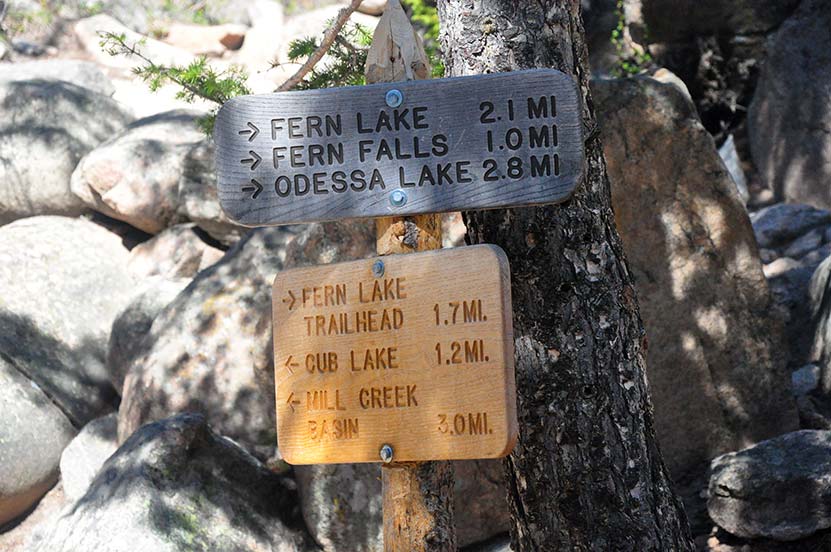 → FERN LAKE 2.1 MI
→ FERN FALLS 1.0 MI
→ ODESSA LAKE 2.8 MI
→ FERN LAKE
TRAILHEAD 1.7 MI.
← CUB LAKE 1.2 MI.
← MILL CREEK
BASIN 3.0 MI.